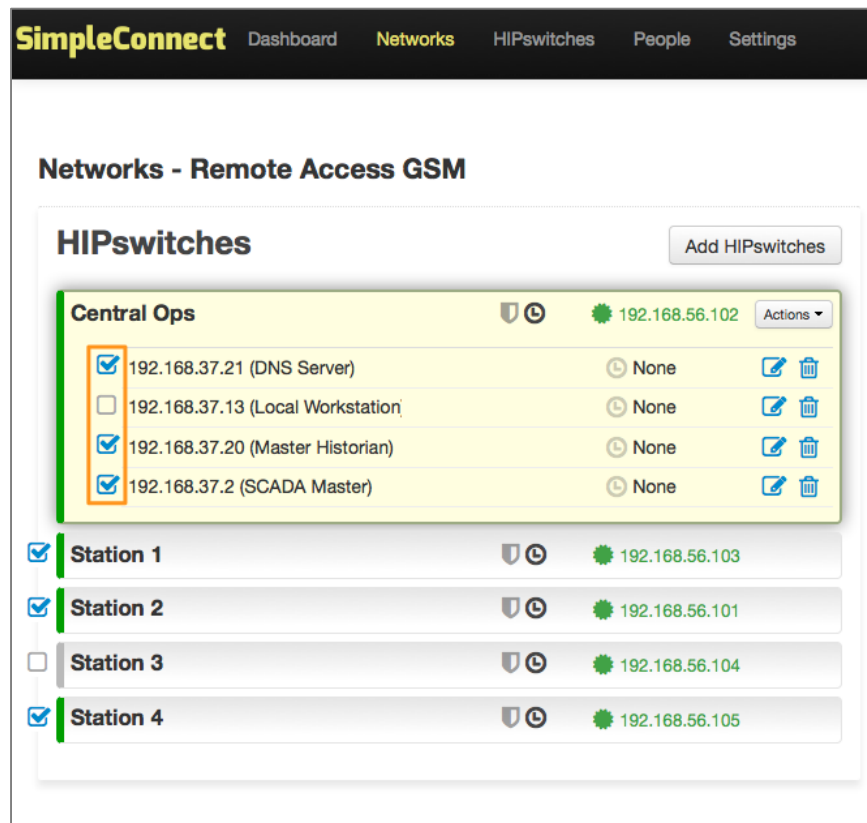 SimpleConnect Dashboard Networks HIPswitches People Settings
Networks - Remote Access GSM
HIPswitches Add HIPswitches
Central Ops 192.168.56.102 Actions
192.168.37.21 (DNS Server) None
192.168.37.13 (Local Workstation) None
192.168.37.20 (Master Historian) None
192.168.37.2 (SCADA Master) None
Station 1 192.168.56.103
Station 2 192.168.56.101
Station 3 192.168.56.104
Station 4 192.168.56.105